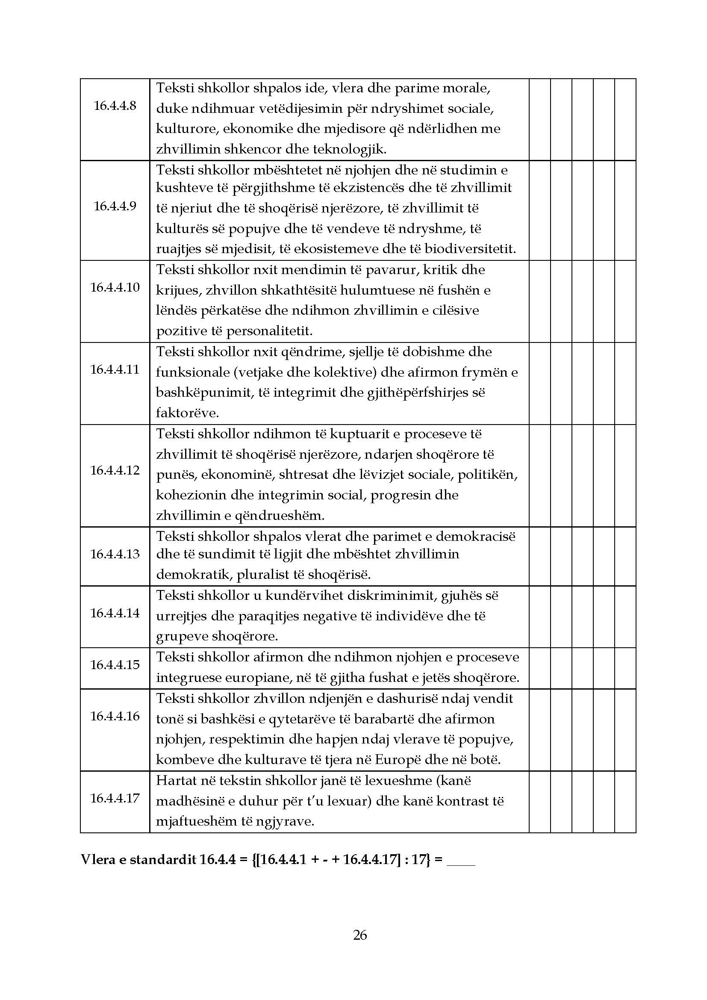 16.4.4.8
Teksti shkollor shpalos ide, vlera dhe parime morale,
duke ndihmuar vetëdijesimin për ndryshimet sociale,
kulturore, ekonomike dhe mjedisore që ndërlidhen me
zhvillimin shkencor dhe teknologjik.
16.4.4.9
Teksti shkollor mbështetet në njohjen dhe në studimin e
kushteve të përgjithshme të ekzistencës dhe të zhvillimit
të njeriut dhe të shoqërisë njerëzore, të zhvillimit të
kulturës së popujve dhe të vendeve të ndryshme, të
ruajtjes së mjedisit, të ekosistemeve dhe të biodiversitetit.
16.4.4.10
Teksti shkollor nxit mendimin të pavarur, kritik dhe
krijues, zhvillon shkathtësitë hulumtuese në fushën e
lëndës përkatëse dhe ndihmon zhvillimin e cilësive
pozitive të personalitetit.
16.4.4.11
Teksti shkollor nxit qëndrime, sjellje të dobishme dhe
funksionale (vetjake dhe kolektive) dhe afirmon frymën e
bashkëpunimit, të integrimit dhe gjithëpërfshirjes së
faktorëve.
16.4.4.12
Teksti shkollor ndihmon të kuptuarit e proceseve të
zhvillimit të shoqërisë njerëzore, ndarjen shoqërore të
punës, ekonominë, shtresat dhe lëvizjet sociale, politikën,
kohezionin dhe integrimin social, progresin dhe
zhvillimin e qëndrueshëm.
16.4.4.13
Teksti shkollor shpalos vlerat dhe parimet e demokracisë
dhe të sundimit të ligjit dhe mbështet zhvillimin
demokratik, pluralist të shoqërisë.
16.4.4.14
Teksti shkollor u kundërvihet diskriminimit, gjuhës së
urrejtjes dhe paraqitjes negative të individëve dhe të
grupeve shoqërore.
16.4.4.15
Teksti shkollor afirmon dhe ndihmon njohjen e proceseve
integruese europiane, në të gjitha fushat e jetës shoqërore.
16.4.4.16
Teksti shkollor zhvillon ndjenjën e dashurisë ndaj vendit
tonë si bashkësi e qytetarëve të barabartë dhe afirmon
njohjen, respektimin dhe hapjen ndaj vlerave të popujve,
kombeve dhe kulturave të tjera në Europë dhe në botë.
16.4.4.17
Hartat në tekstin shkollor janë të lexueshme (kanë
madhësinë e duhur për t’u lexuar) dhe kanë kontrast të
mjaftueshëm të ngjyrave.
Vlera e standardit 16.4.4 = {[16.4.4.1 + - + 16.4.4.17] : 17} = ____
26